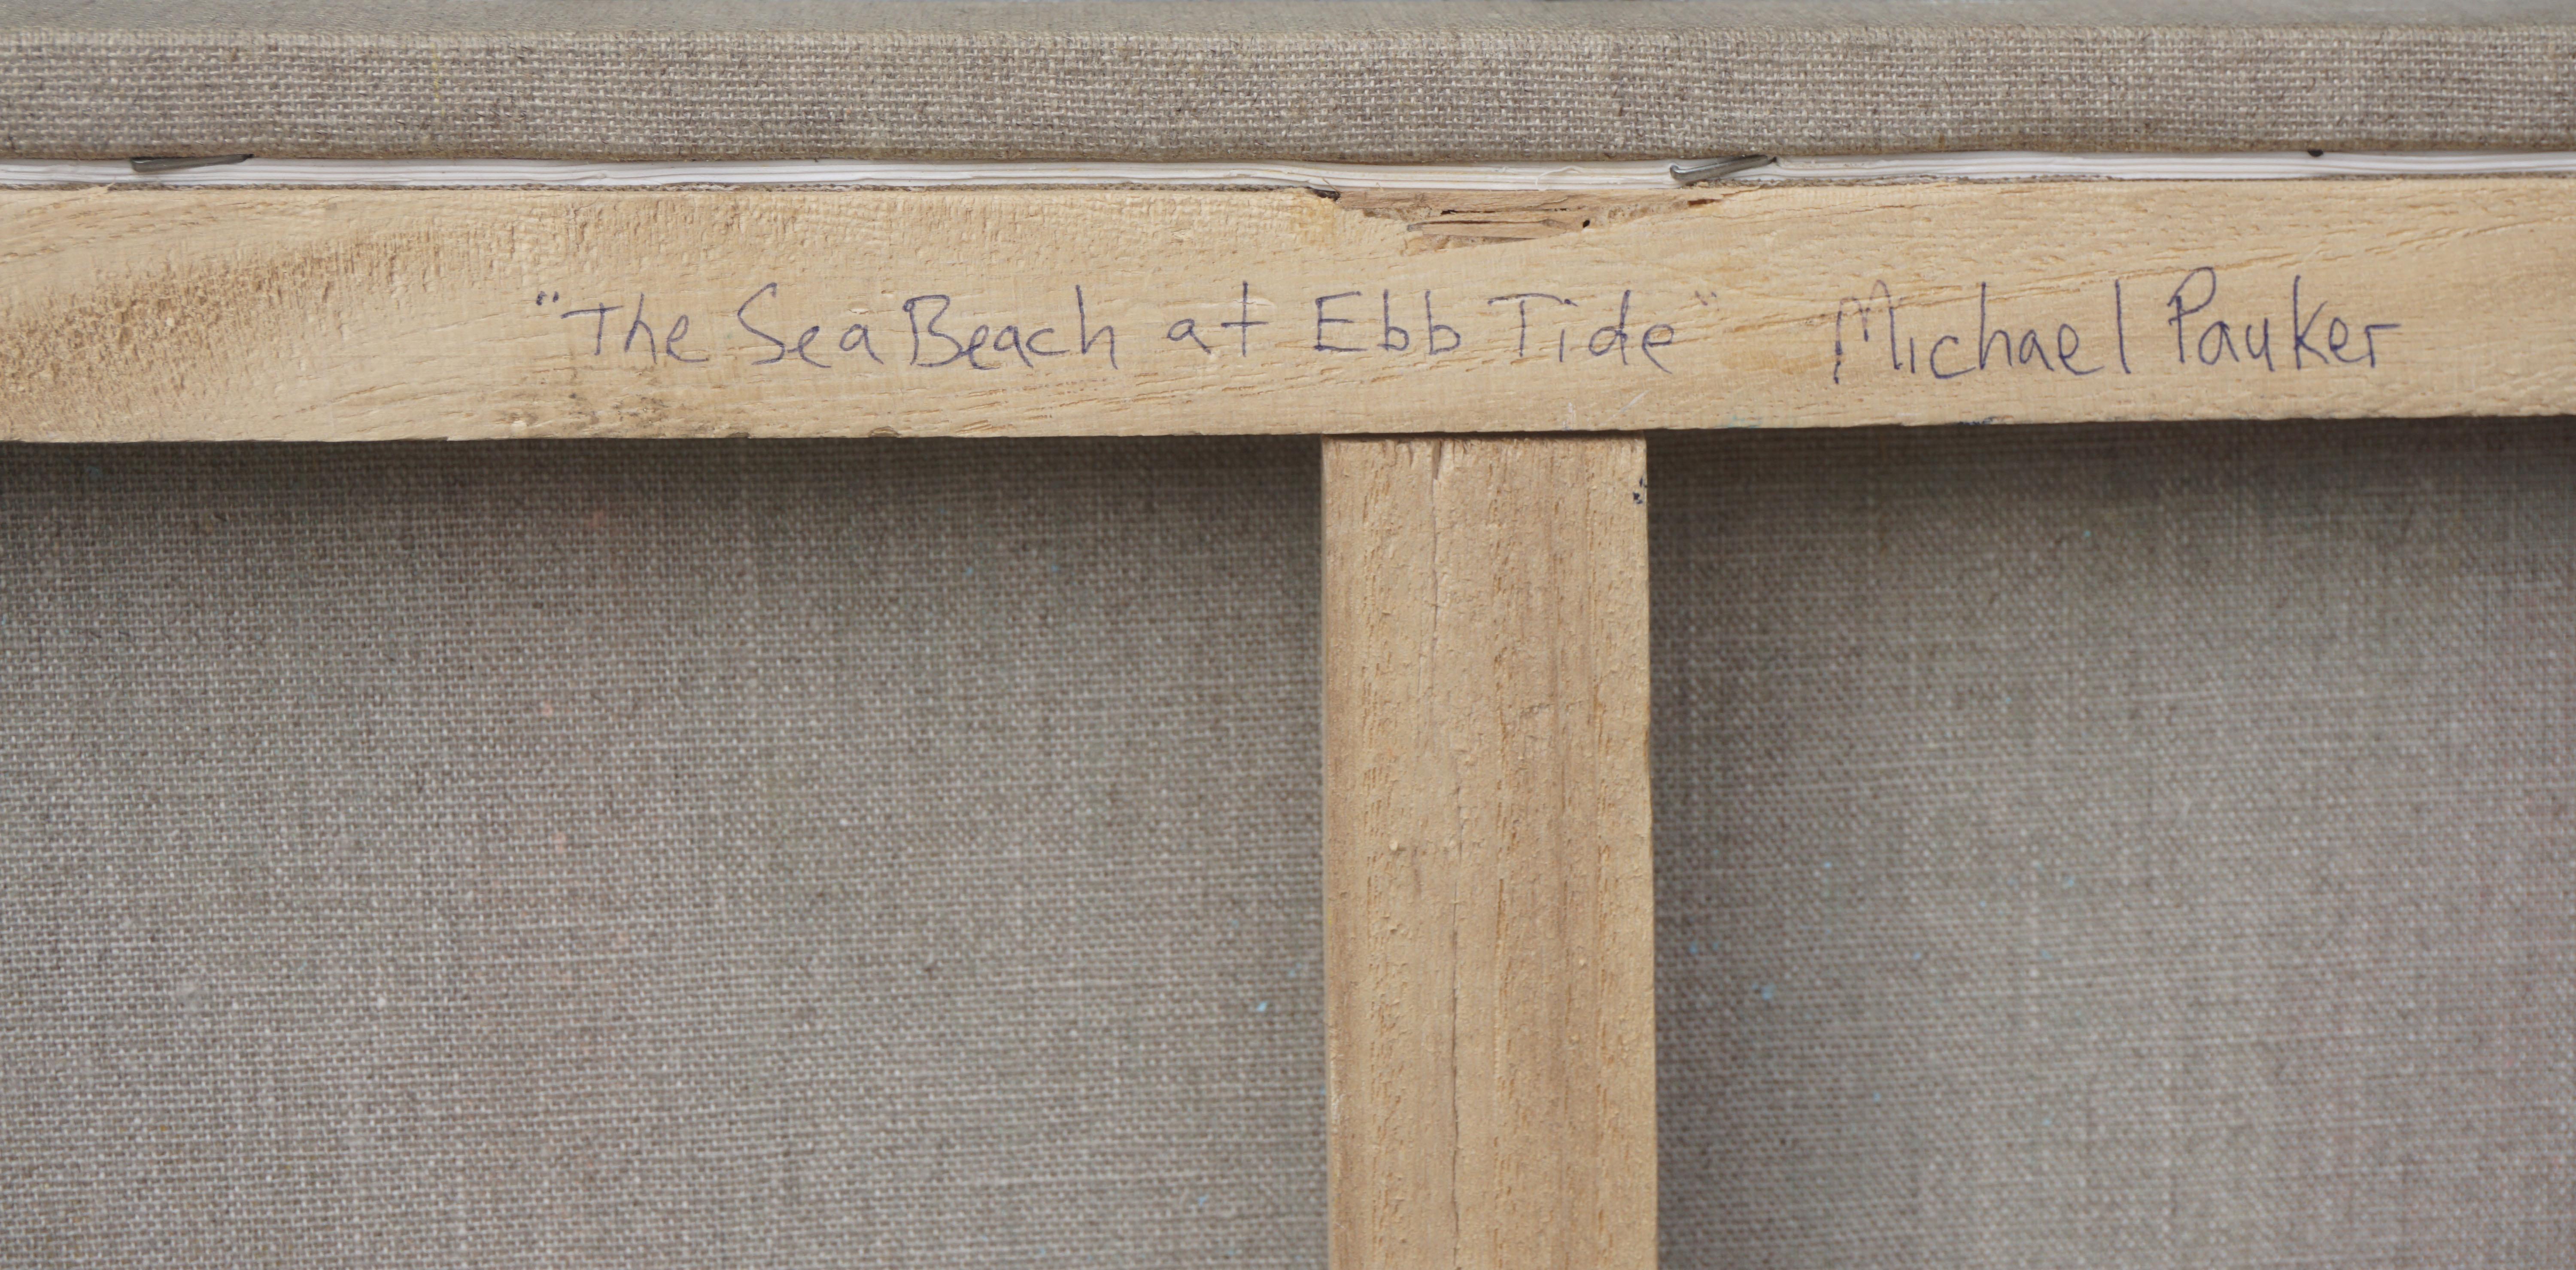 "The Sea Beach at Ebb Tide" Michael Pauker